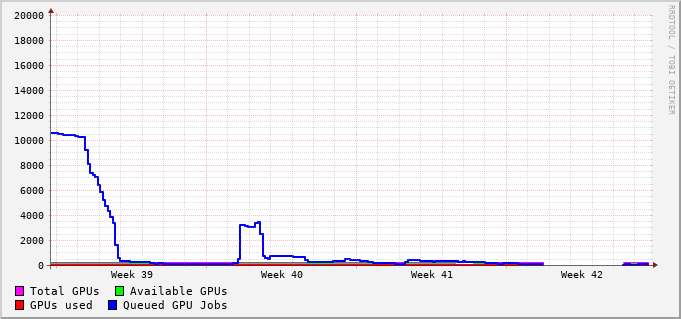 20000
18000
16000
14000
12000
10000
8000
6000
4000
2000
0
Week 39 Week 40 Week 41 Week 42
Total GPUs Available GPUs
GPUs used Queued GPU Jobs
RRDTOOL / TOBI OETIKER